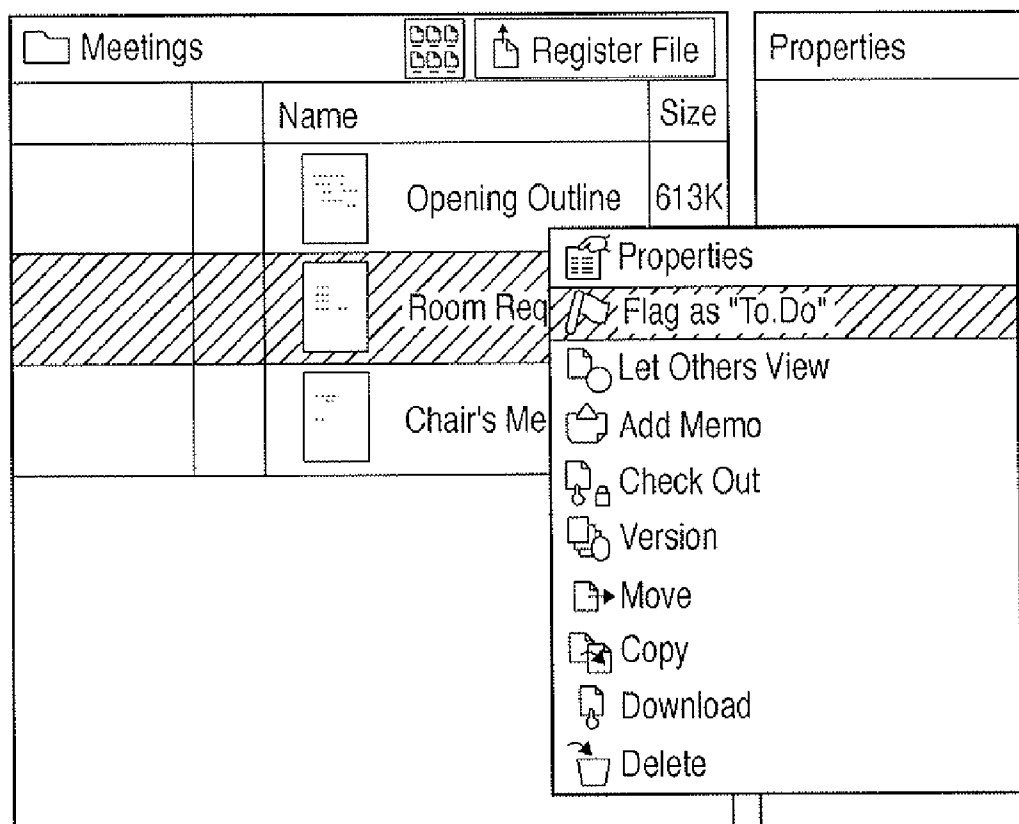 Meetings Register File Properties
Name Size
Opening Outline 613K
Properties
Room Req Flag as "To.Do"
Let Others View
Chair's Me Add Memo
Check Out
Version
Move
Copy
Download
Delete